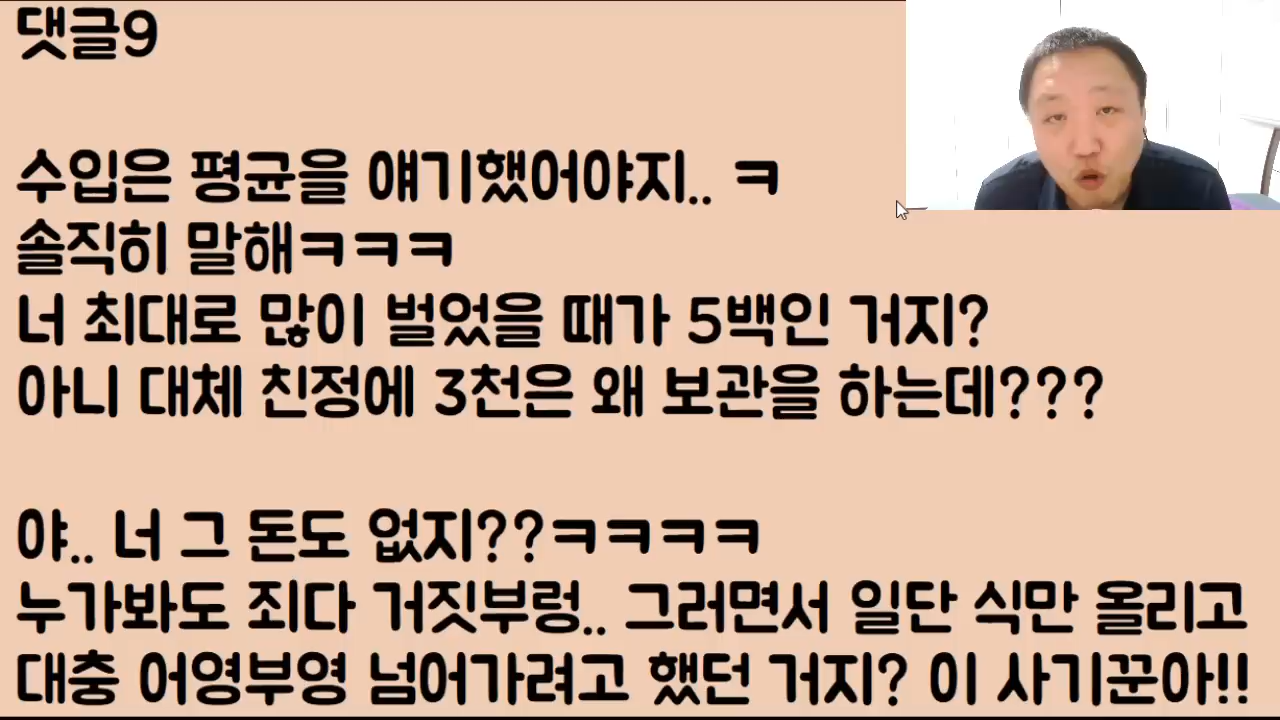 댓글9
수입은 평균을 얘기했어야지.. ㅋ
솔직히 말해ㅋㅋㅋ
너 최대로 많이 벌었을 때가 5백인 거지?
아니 대체 친정에 3천은 왜 보관을 하는데???
야.. 너 그 돈도 없지??ㅋㅋㅋㅋ
누가봐도 죄다 거짓부렁.. 그러면서 일단 식만 올리고
대충 어영부영 넘어가려고 했던 거지? 이 사기꾼아!!